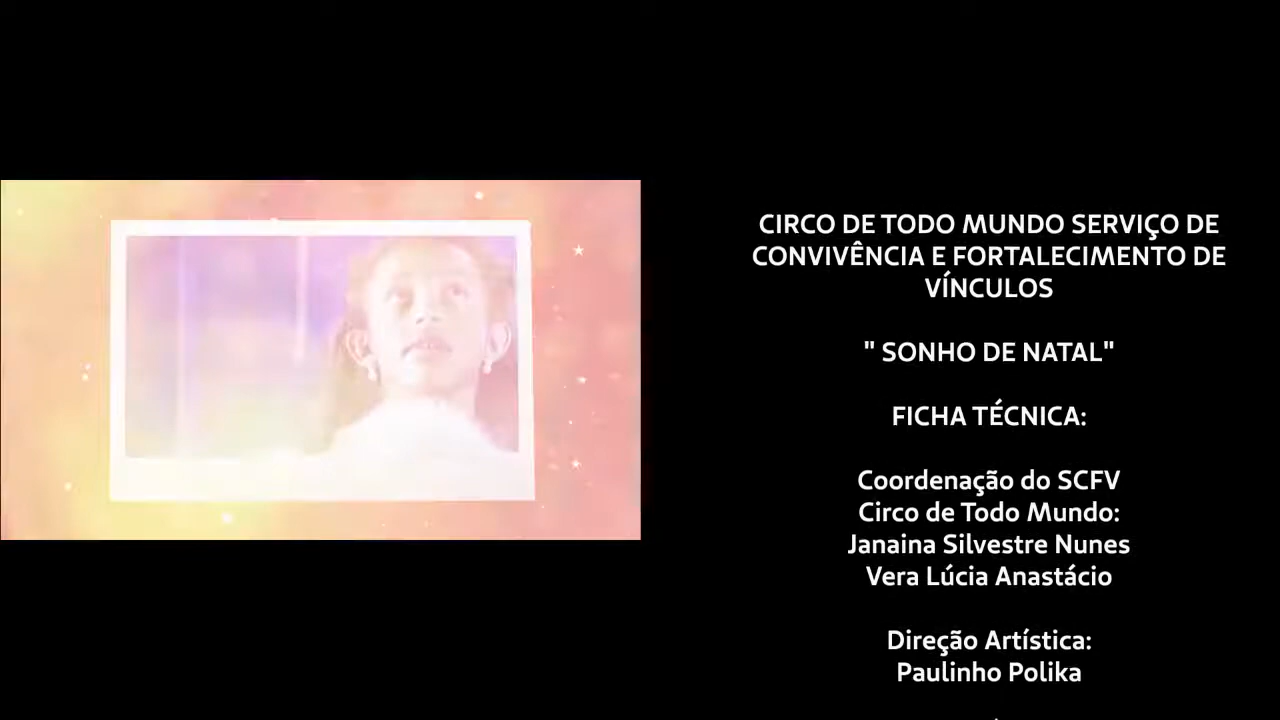 CIRCO DE TODO MUNDO SERVIÇO DE
CONVIVÊNCIA E FORTALECIMENTO DE
VÍNCULOS
" SONHO DE NATAL"
FICHA TÉCNICA:
Coordenação do SCFV
Circo de Todo Mundo:
Janaina Silvestre Nunes
Vera Lúcia Anastácio
Direção Artística:
Paulinho Polika